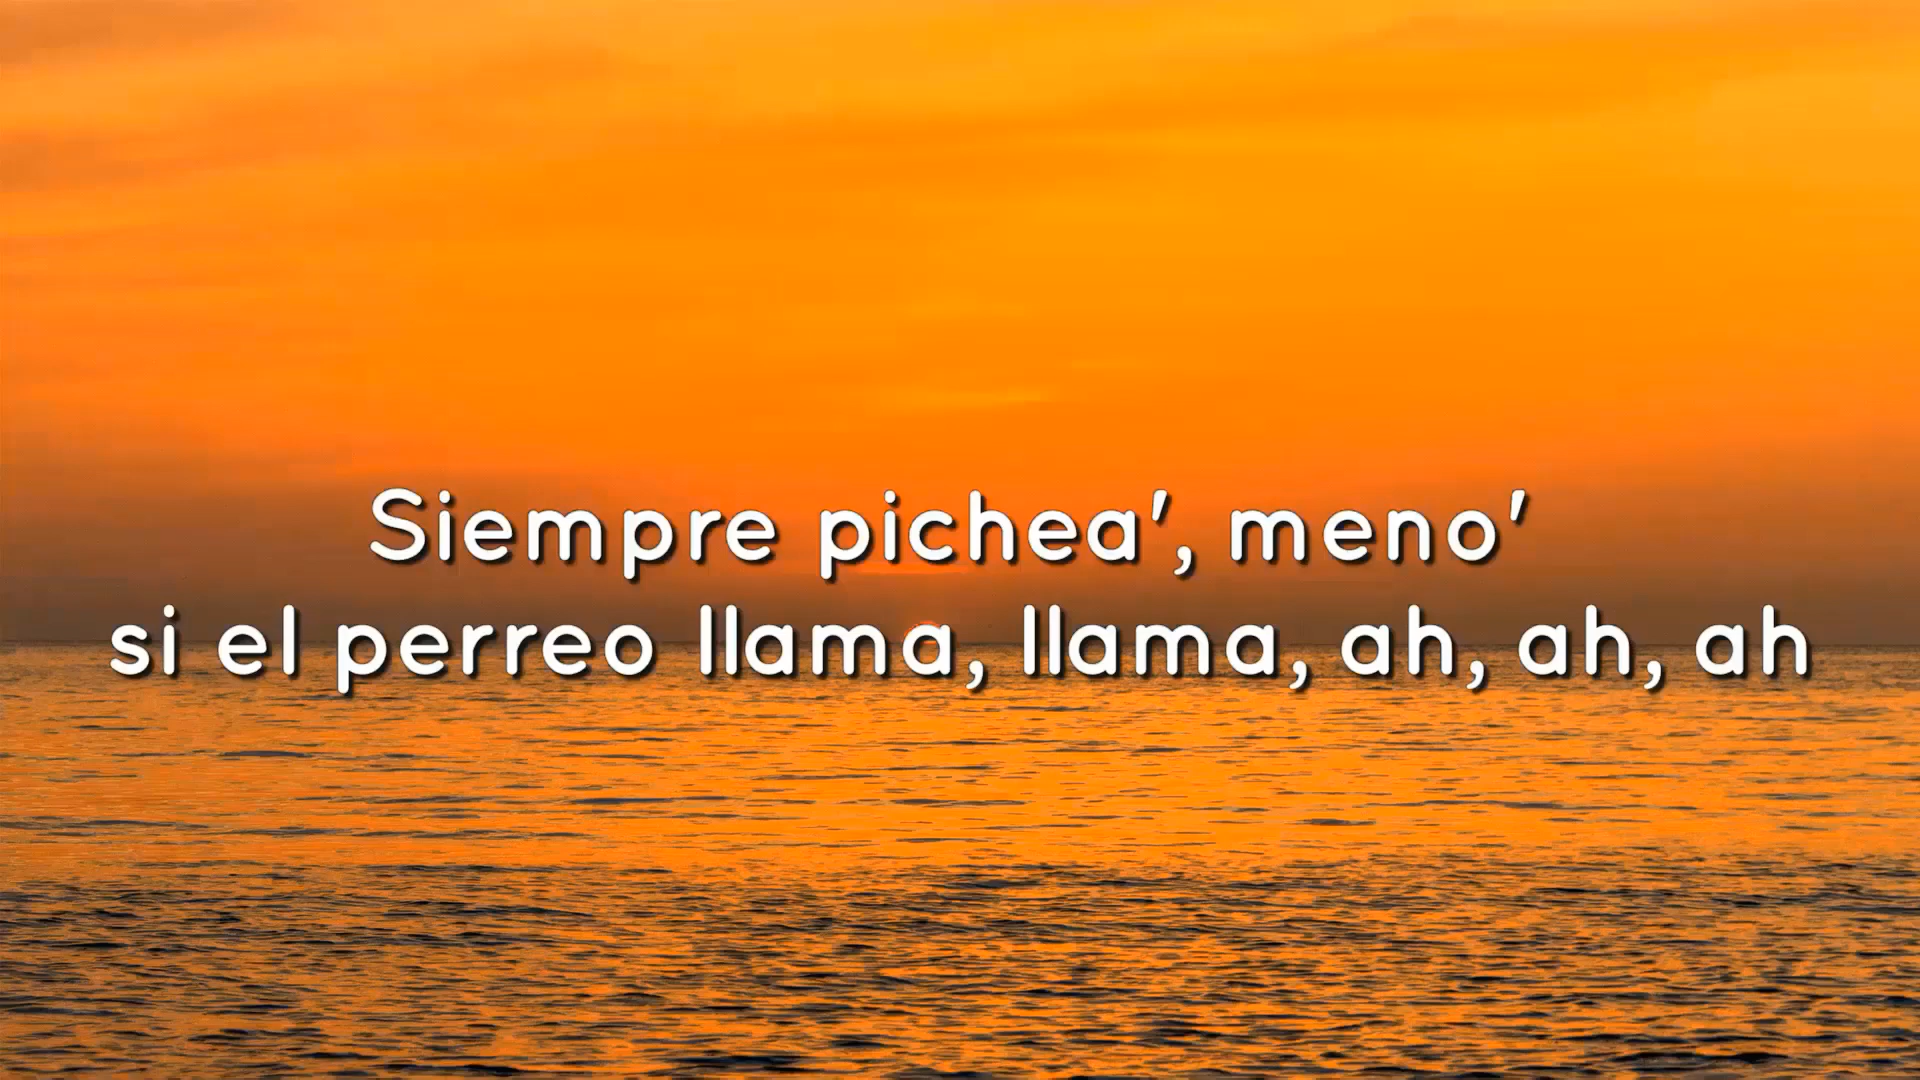 Siempre pichea', meno'
si el perreo llama, llama, ah, ah, ah